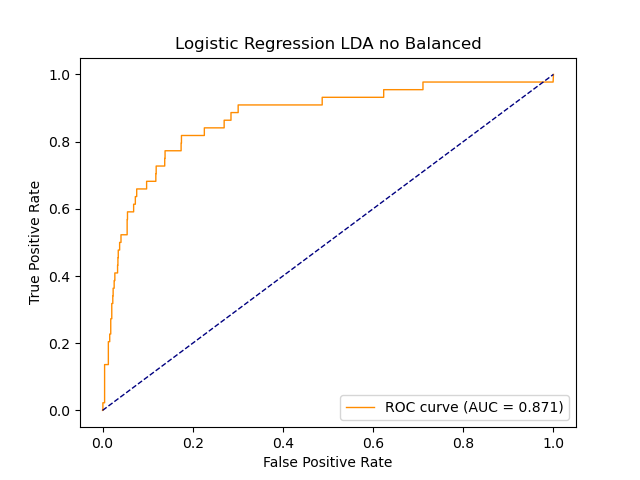 Logistic Regression LDA no Balanced
True Positive Rate
1.0
0.8
0.6
0.4
0.2
0.0
ROC curve (AUC = 0.871)
0.0 0.2 0.4 0.6 0.8 1.0
False Positive Rate